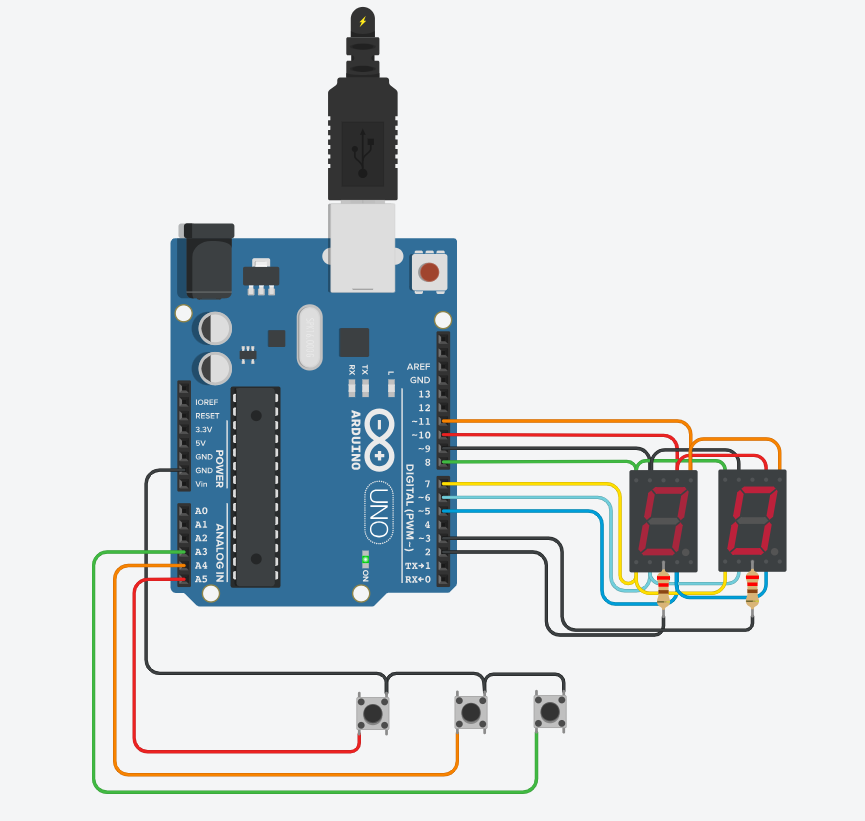 RX
TX
L
AREF
GND
13
12
~11
~10
~9
8
7
~6
~5
4
~3
2
TX→1
RX←0
DIGITAL (PWM~)
ARDUINO
UNO
ON
IOREF
RESET
3.3V
5V
GND
GND
Vin
POWER
A0
A1
A2
A3
A4
A5
ANALOG IN